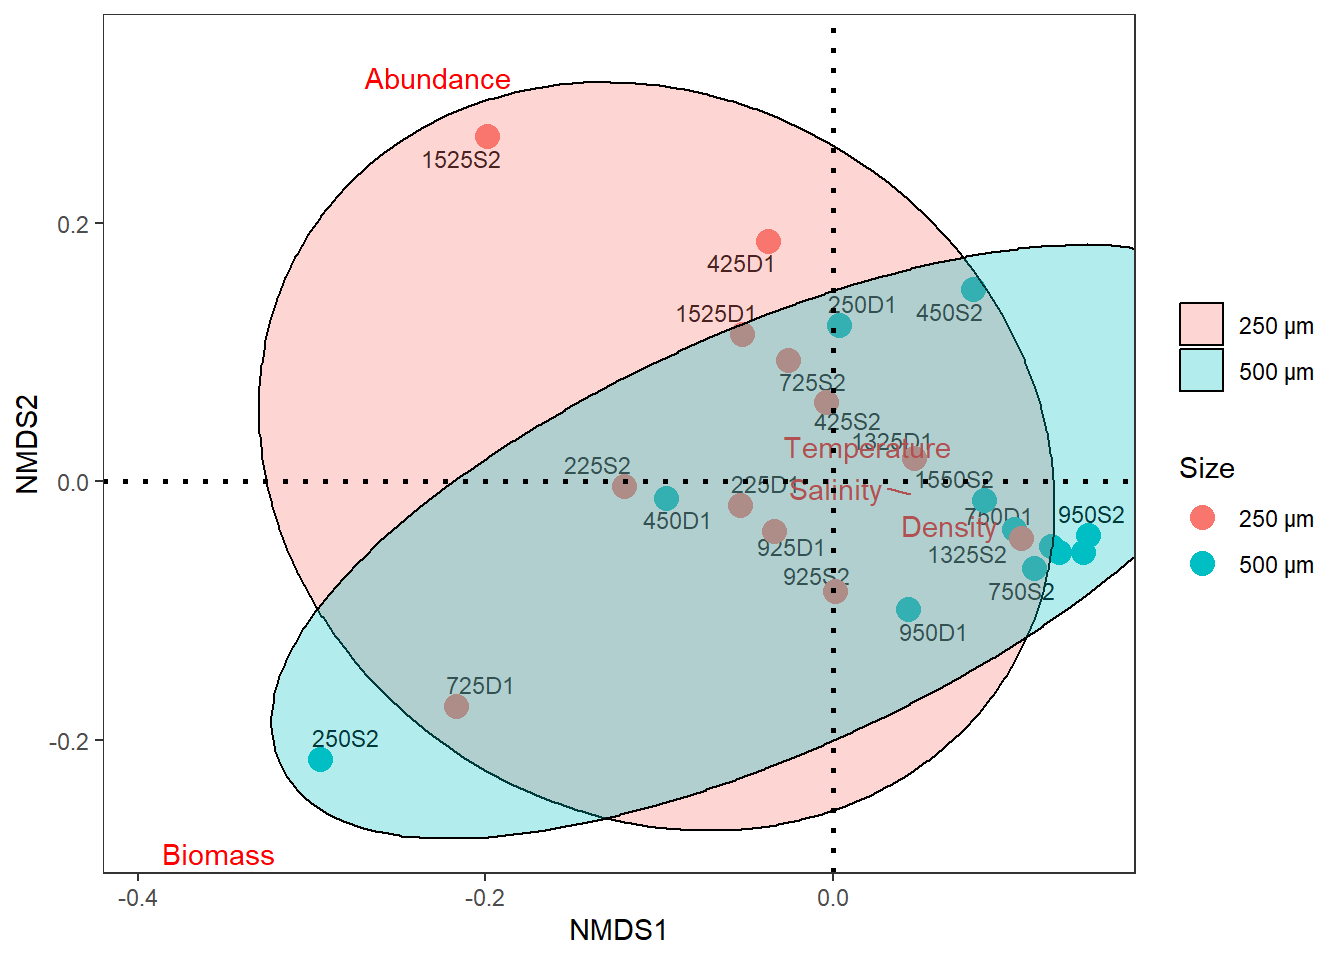 Abundance
1525S2
0.2
425D1
1525D1
250D1
450S2
725S2
425S2
1325D1
Temperature
225S2
225D1
1550S2
Salinity
0.0
450D1
750D1
950S2
Density
925D1
1325S2
925S2
750S2
950D1
725D1
250S2
-0.2
Biomass
-0.4
-0.2
0.0
NMDS1
NMDS2
250 µm
500 µm
Size
250 µm
500 µm